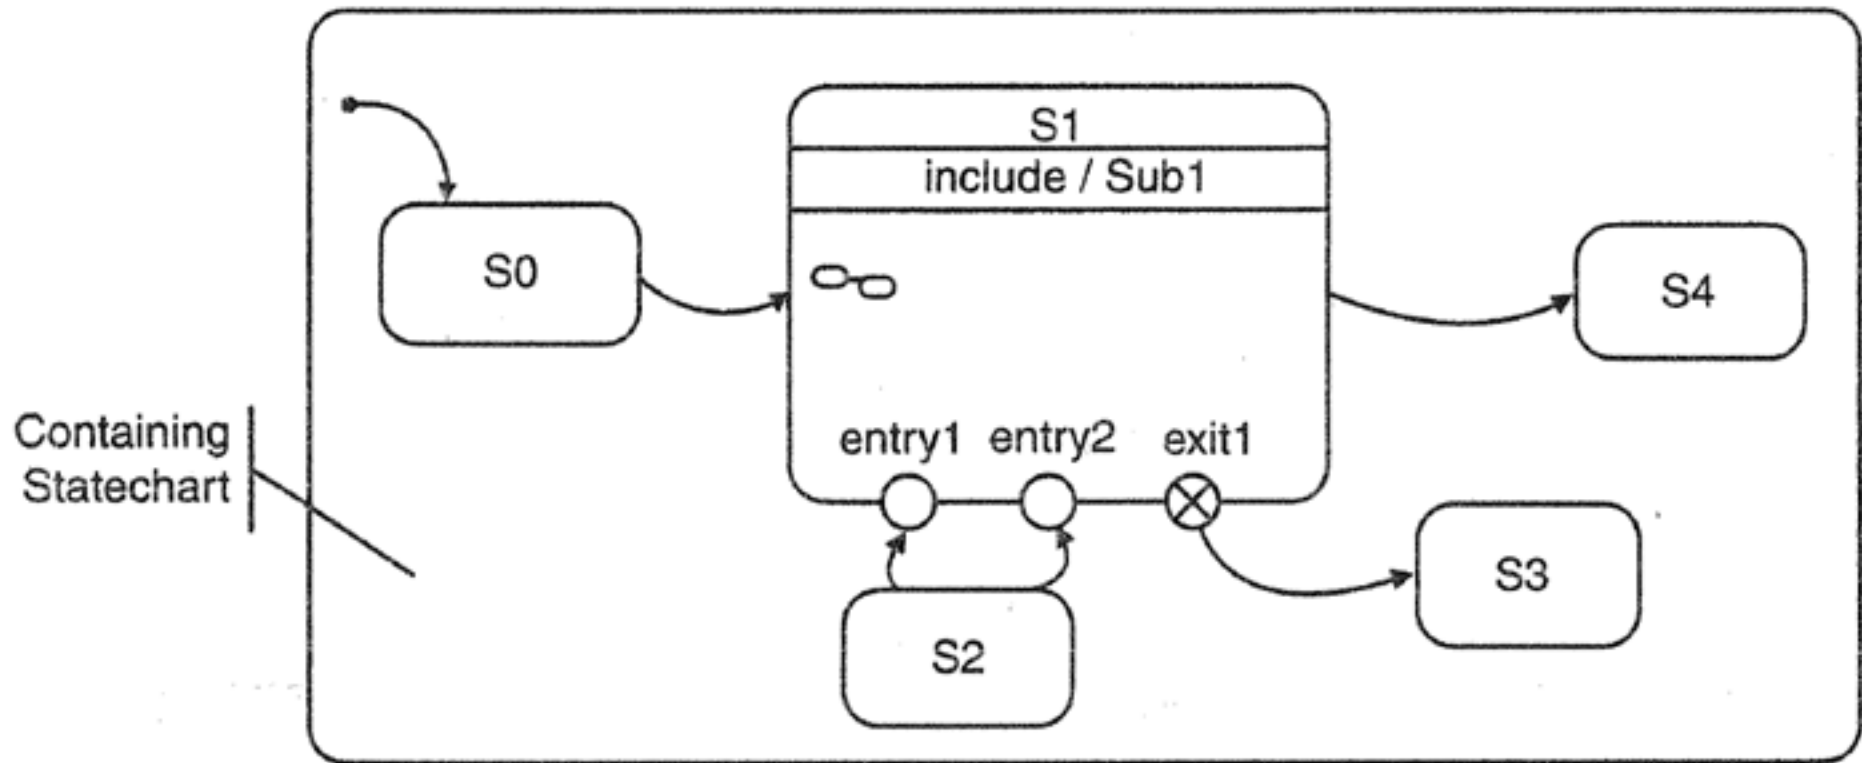 S1
include / Sub1
S0
S4
Containing
Statechart
entry1 entry2 exit1
S3
S2